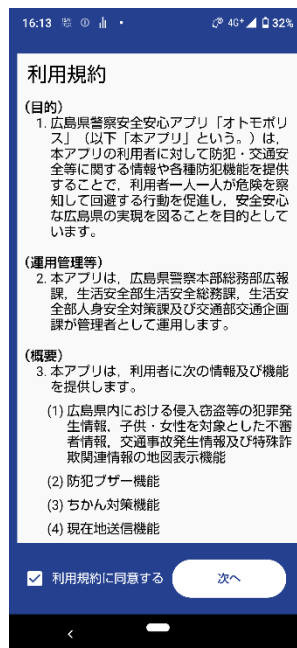 16:13 4G+ 32%
利用規約
(目的)
1. 広島県警察安全安心アプリ「オトモポリ
ス」（以下「本アプリ」という。）は，
本アプリの利用者に対して防犯・交通安
全等に関する情報や各種防犯機能を提供
することで，利用者一人一人が危険を察
知して回避する行動を促進し，安全安心
な広島県の実現を図ることを目的として
います。
(運用管理等)
2. 本アプリは，広島県警察本部総務部広報
課，生活安全部生活安全総務課，生活安
全部人身安全対策課及び交通部交通企画
課が管理者として運用します。
(概要)
3. 本アプリは，利用者に次の情報及び機能
を提供します。
(1) 広島県内における侵入窃盗等の犯罪発
生情報，子供・女性を対象とした不審
者情報，交通事故発生情報及び特殊詐
欺関連情報の地図表示機能
(2) 防犯ブザー機能
(3) ちかん対策機能
(4) 現在地送信機能
利用規約に同意する 次へ